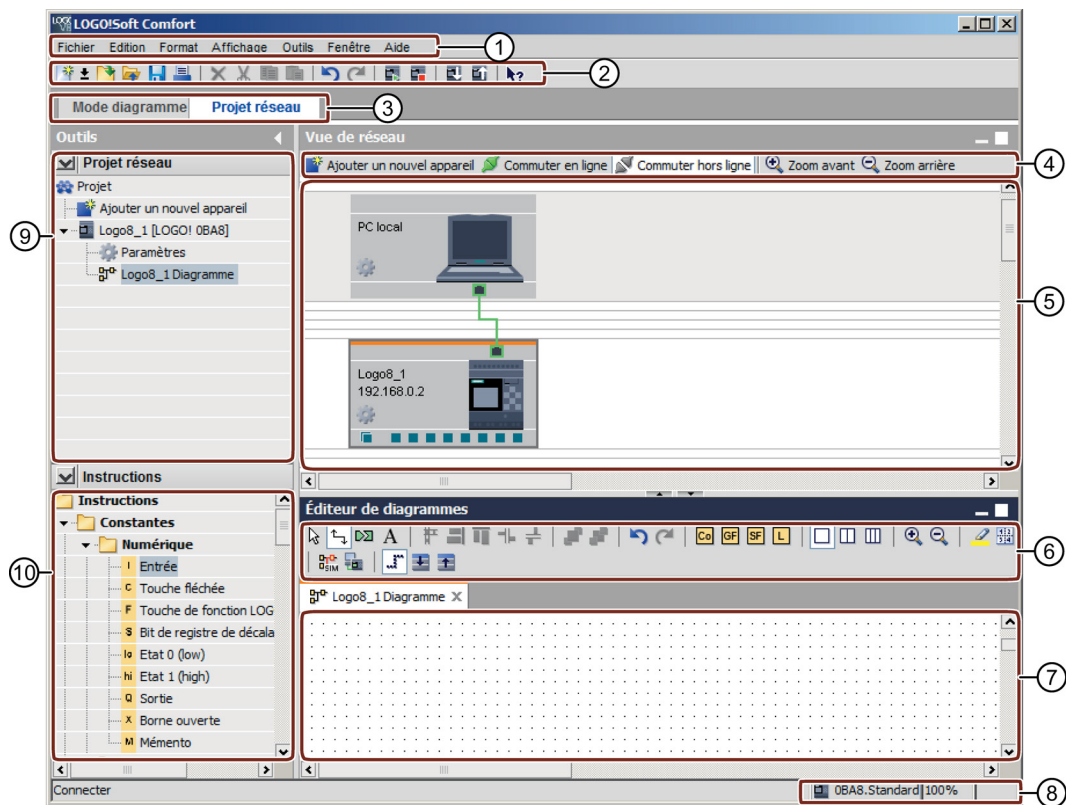 LOGO!Soft Comfort
Fichier Edition Format Affichage Outils Fenêtre Aide
1
2
Mode diagramme Projet réseau
3
Outils
Vue de réseau
Projet réseau
Ajouter un nouvel appareil Commuter en ligne Commuter hors ligne Zoom avant Zoom arrière
4
Projet
Ajouter un nouvel appareil
Logo8_1 [LOGO! 0BA8]
Paramètres
Logo8_1 Diagramme
9
PC local
5
Logo8_1
192.168.0.2
Instructions
Instructions
Constantes
Numérique
I Entrée
C Touche fléchée
F Touche de fonction LOG
S Bit de registre de décala
lo Etat 0 (low)
hi Etat 1 (high)
Q Sortie
X Borne ouverte
M Mémento
10
Éditeur de diagrammes
A Co GF SF L
SIM
6
Logo8_1 Diagramme X
7
Connecter
0BA8.Standard 100%
8